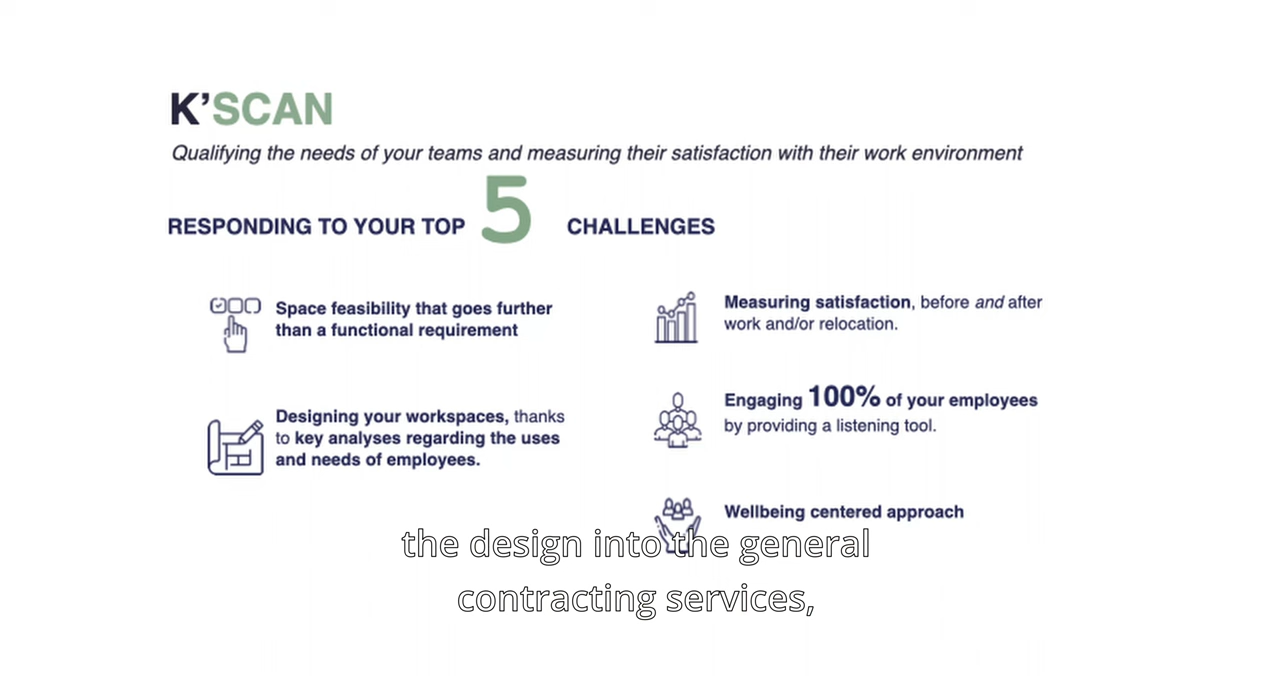 K'SCAN
Qualifying the needs of your teams and measuring their satisfaction with their work environment
RESPONDING TO YOUR TOP 5 CHALLENGES
Space feasibility that goes further
than a functional requirement
Designing your workspaces, thanks
to key analyses regarding the uses
and needs of employees.
Measuring satisfaction, before and after
work and/or relocation.
Engaging 100% of your employees
by providing a listening tool.
Wellbeing centered approach
the design into the general
contracting services,